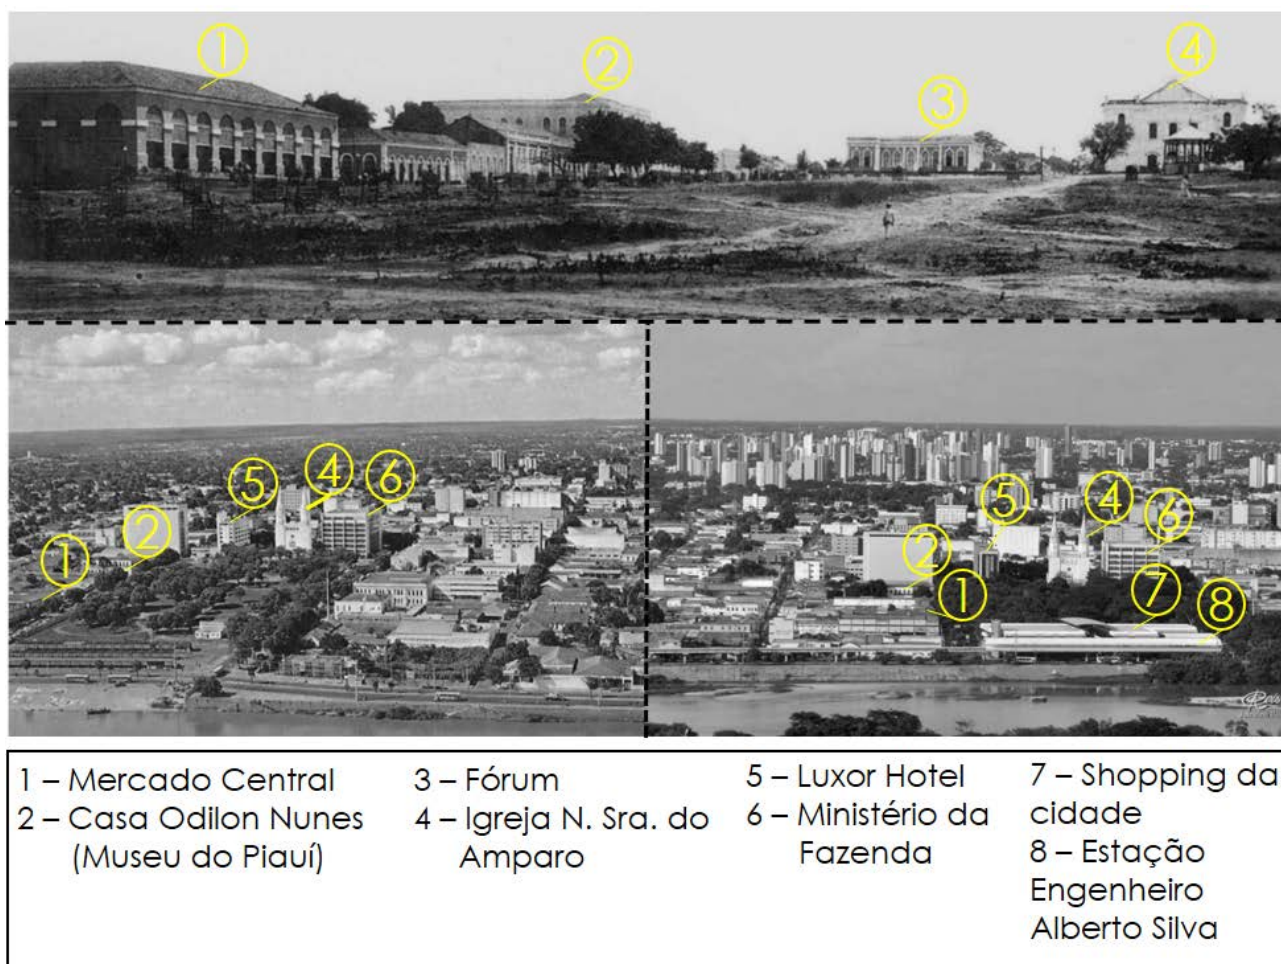 1
2
3
4
1
2
5
4
6
2
1
5
4
6
7
8
1 – Mercado Central
2 – Casa Odilon Nunes
(Museu do Piauí)
3 – Fórum
4 – Igreja N. Sra. do
Amparo
5 – Luxor Hotel
6 – Ministério da
Fazenda
7 – Shopping da
cidade
8 – Estação
Engenheiro
Alberto Silva